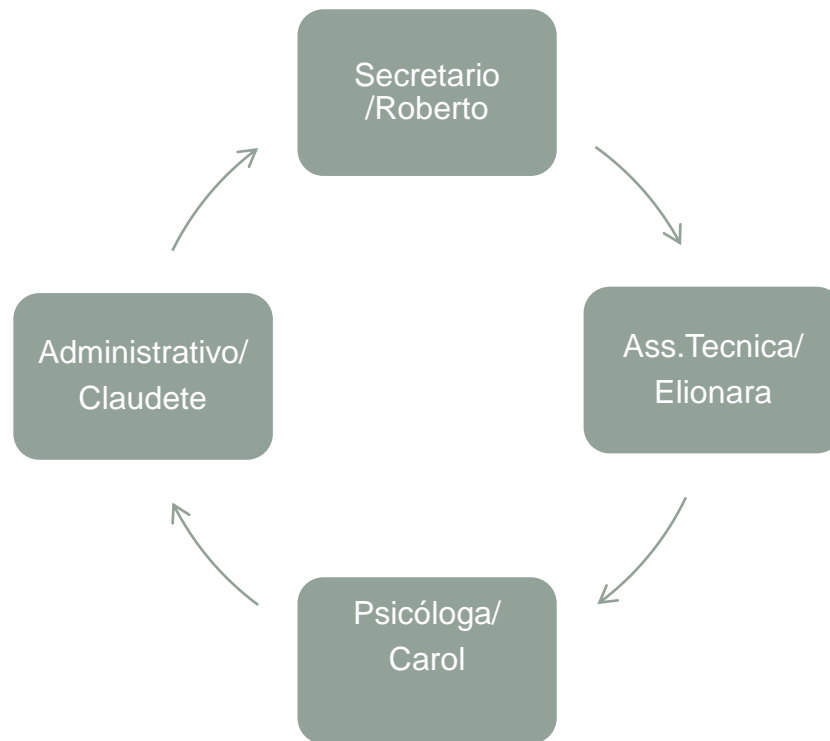 Secretario
/Roberto
Administrativo/
Claudete
Ass.Tecnica/
Elionara
Psicóloga/
Carol